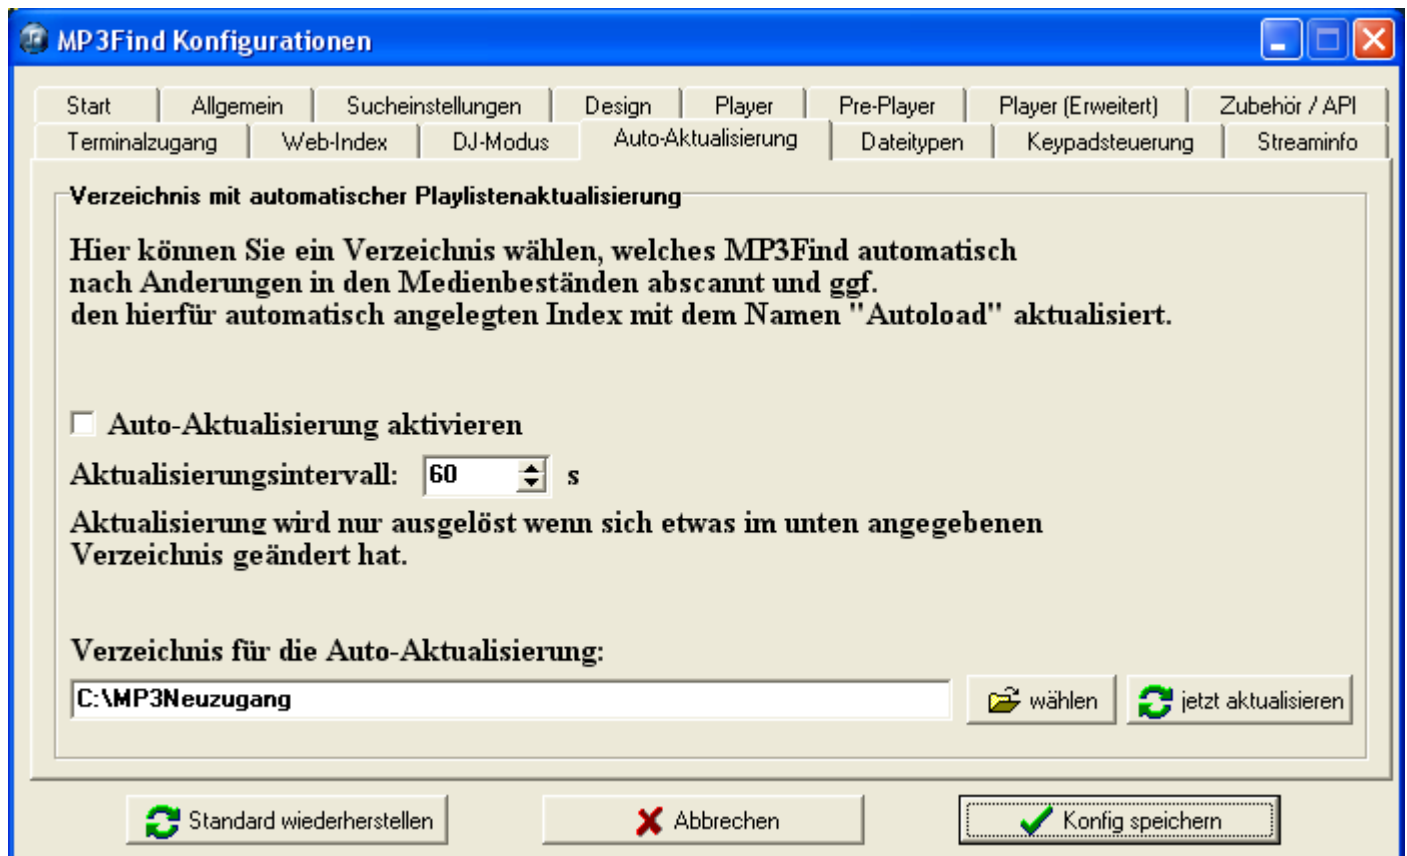 MP3Find Konfigurationen
Start Allgemein Sucheinstellungen Design Player Pre-Player Player (Erweitert) Zubehör / API
Terminalzugang Web-Index DJ-Modus Auto-Aktualisierung Dateitypen Keypadsteuerung Streaminfo
Verzeichnis mit automatischer Playlistenaktualisierung
Hier können Sie ein Verzeichnis wählen, welches MP3Find automatisch
nach Anderungen in den Medienbeständen abscannt und ggf.
den hierfür automatisch angelegten Index mit dem Namen "Autoload" aktualisiert.
Auto-Aktualisierung aktivieren
Aktualisierungsintervall: 60 s
Aktualisierung wird nur ausgelöst wenn sich etwas im unten angegebenen
Verzeichnis geändert hat.
Verzeichnis für die Auto-Aktualisierung:
C:\MP3Neuzugang wählen jetzt aktualisieren
Standard wiederherstellen Abbrechen Konfig speichern